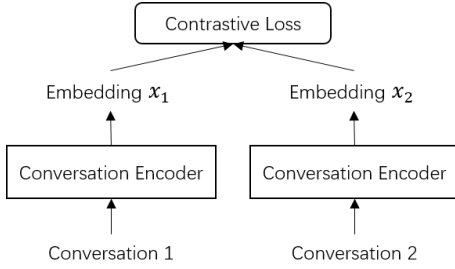 Contrastive Loss
Embedding x₁ Embedding x₂
Conversation Encoder Conversation Encoder
Conversation 1 Conversation 2